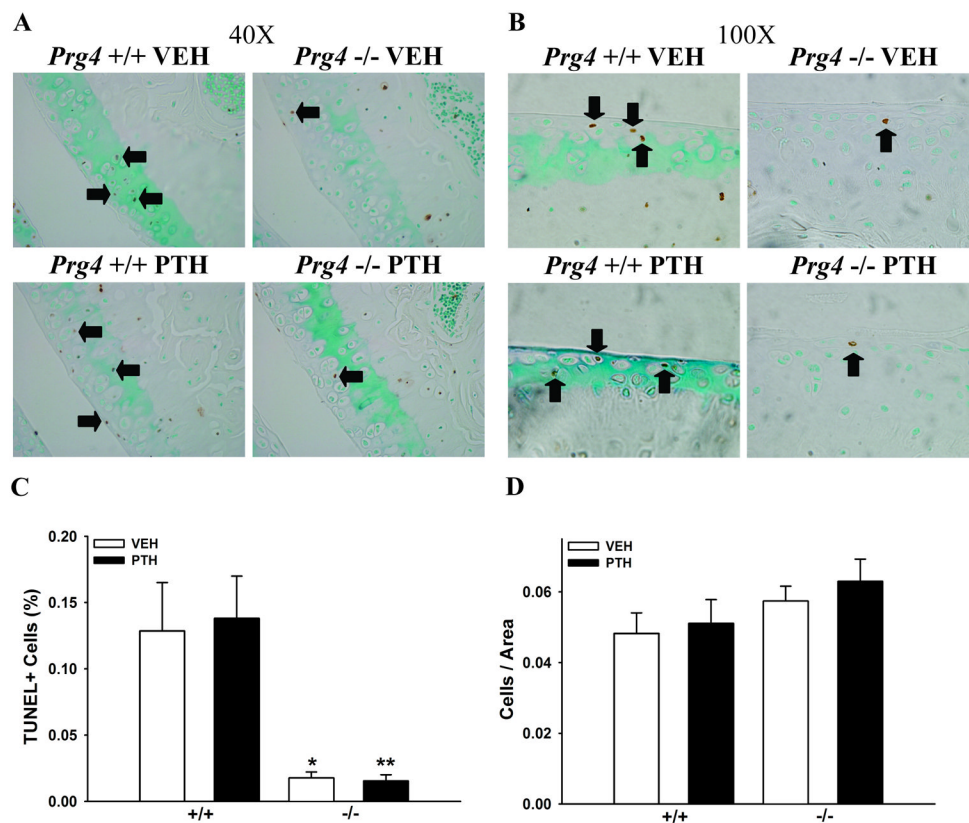 A
40X
Prg4 +/+ VEH
Prg4 -/- VEH
Prg4 +/+ PTH
Prg4 -/- PTH
B
100X
Prg4 +/+ VEH
Prg4 -/- VEH
Prg4 +/+ PTH
Prg4 -/- PTH
C
TUNEL+ Cells (%)
0.20
0.15
0.10
0.05
0.00
VEH
PTH
* **
+/+ -/-
D
Cells / Area
0.06
0.04
0.02
0.00
VEH
PTH
+/+ -/-